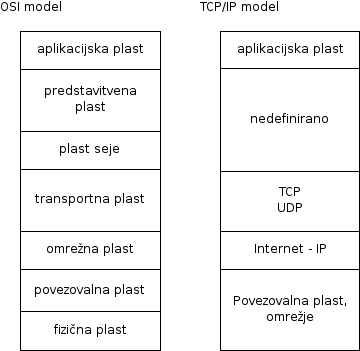 OSI model
aplikacijska plast
predstavitvena
plast
plast seje
transportna plast
omrežna plast
povezovalna plast
fizična plast
TCP/IP model
aplikacijska plast
nedefinirano
TCP
UDP
Internet - IP
Povezovalna plast,
omrežje